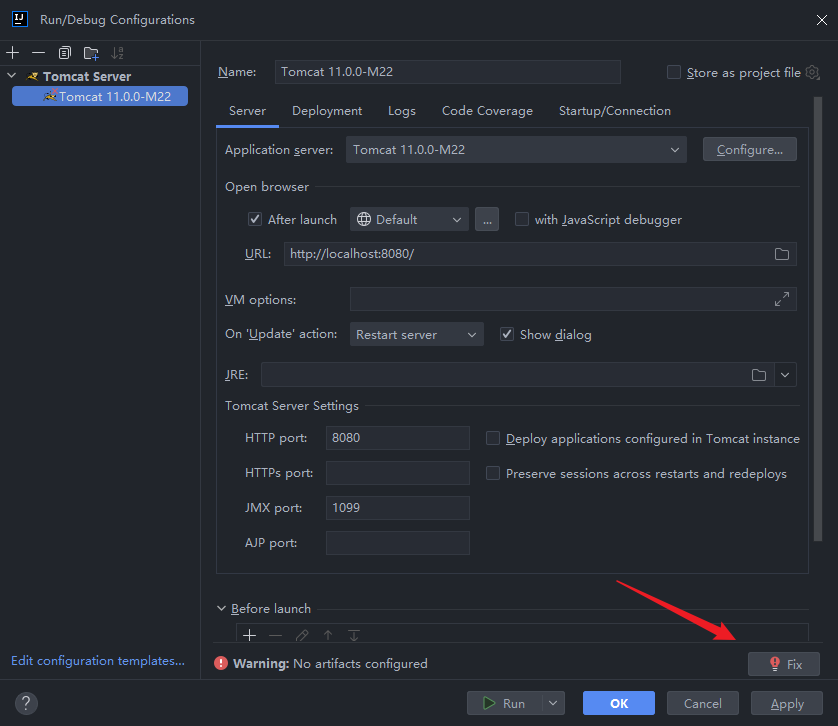 Run/Debug Configurations
Tomcat Server
Tomcat 11.0.0-M22
Name: Tomcat 11.0.0-M22 Store as project file
Server Deployment Logs Code Coverage Startup/Connection
Application server: Tomcat 11.0.0-M22 Configure...
Open browser
After launch Default ... with JavaScript debugger
URL: http://localhost:8080/
VM options:
On 'Update' action: Restart server Show dialog
JRE:
Tomcat Server Settings
HTTP port: 8080 Deploy applications configured in Tomcat instance
HTTPs port: Preserve sessions across restarts and redeploys
JMX port: 1099
AJP port:
Before launch
Edit configuration templates...
Warning: No artifacts configured Fix
? Run OK Cancel Apply